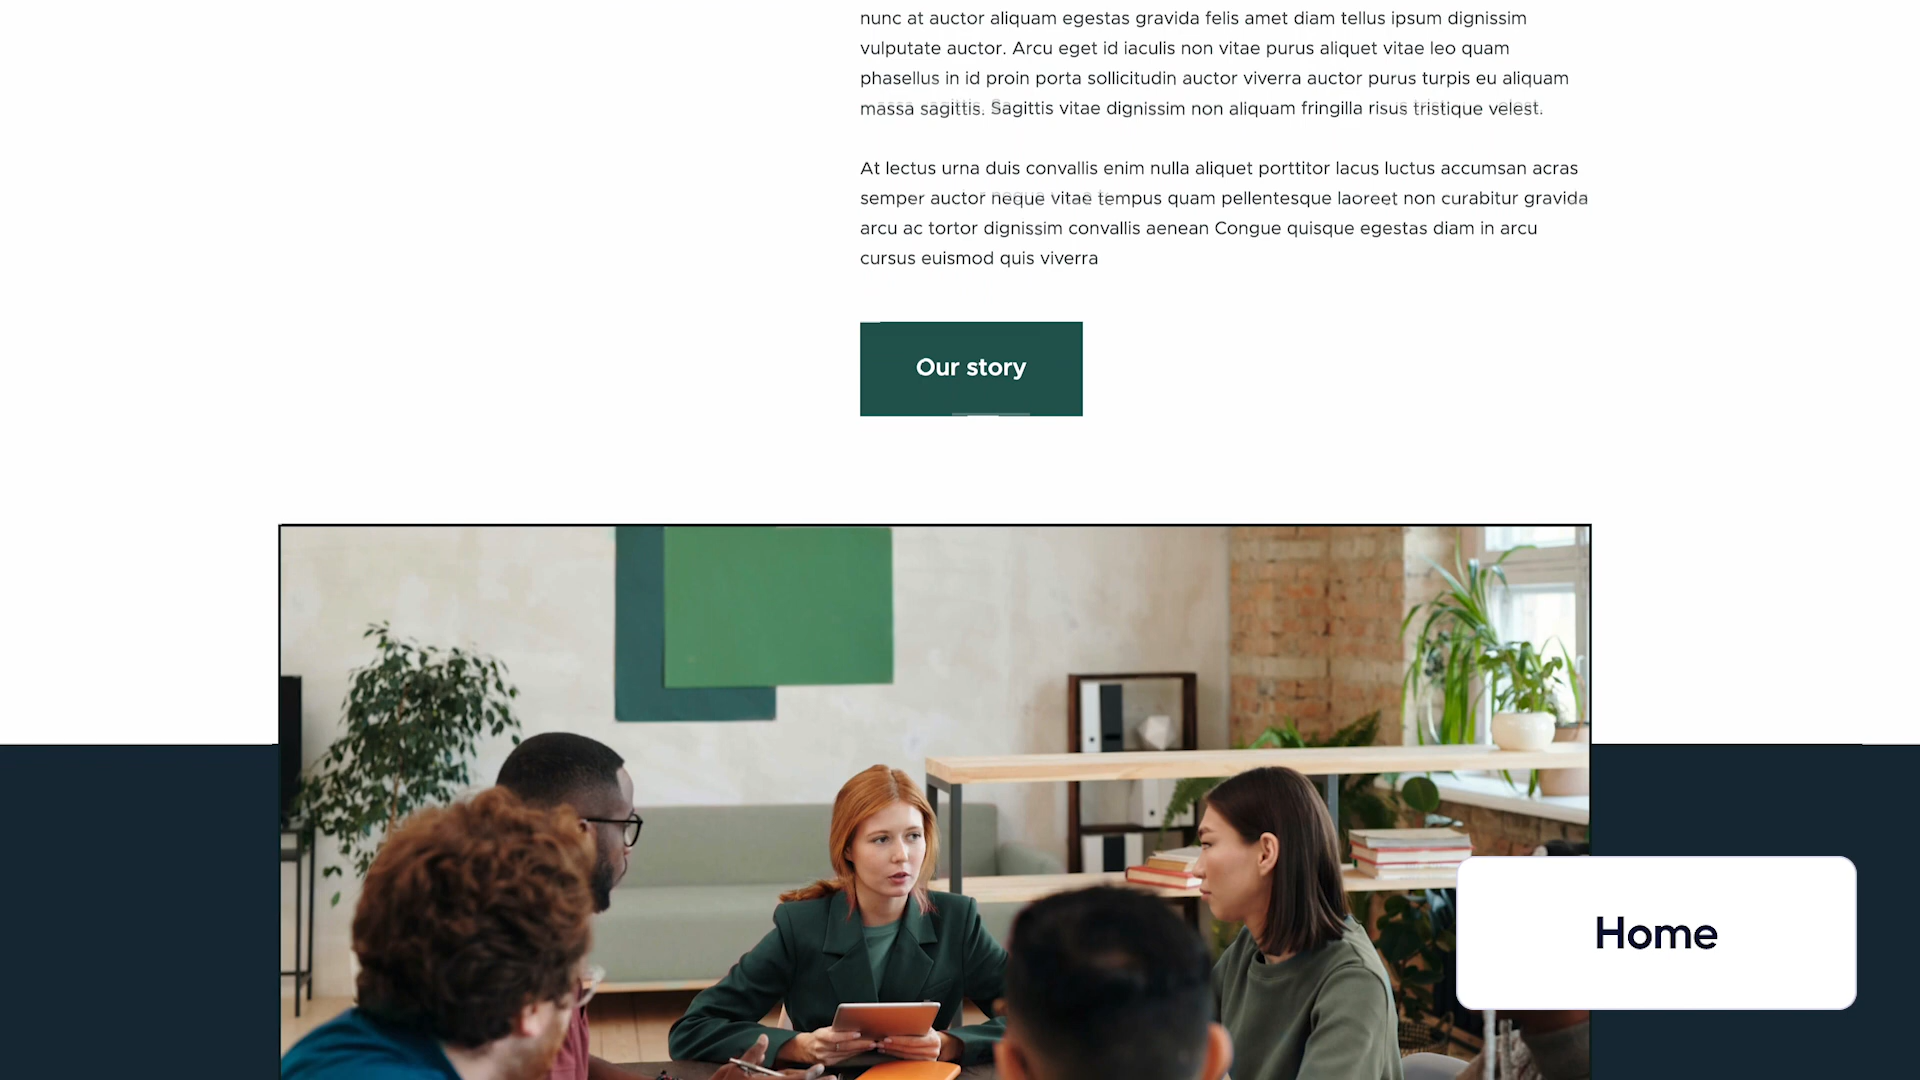 nunc at auctor aliquam egestas gravida felis amet diam tellus ipsum dignissim
vulputate auctor. Arcu eget id iaculis non vitae purus aliquet vitae leo quam
phasellus in id proin porta sollicitudin auctor viverra auctor purus turpis eu aliquam
massa sagittis. Sagittis vitae dignissim non aliquam fringilla risus tristique velest.
At lectus urna duis convallis enim nulla aliquet porttitor lacus luctus accumsan acras
semper auctor neque vitae tempus quam pellentesque laoreet non curabitur gravida
arcu ac tortor dignissim convallis aenean Congue quisque egestas diam in arcu
cursus euismod quis viverra
Our story
Home